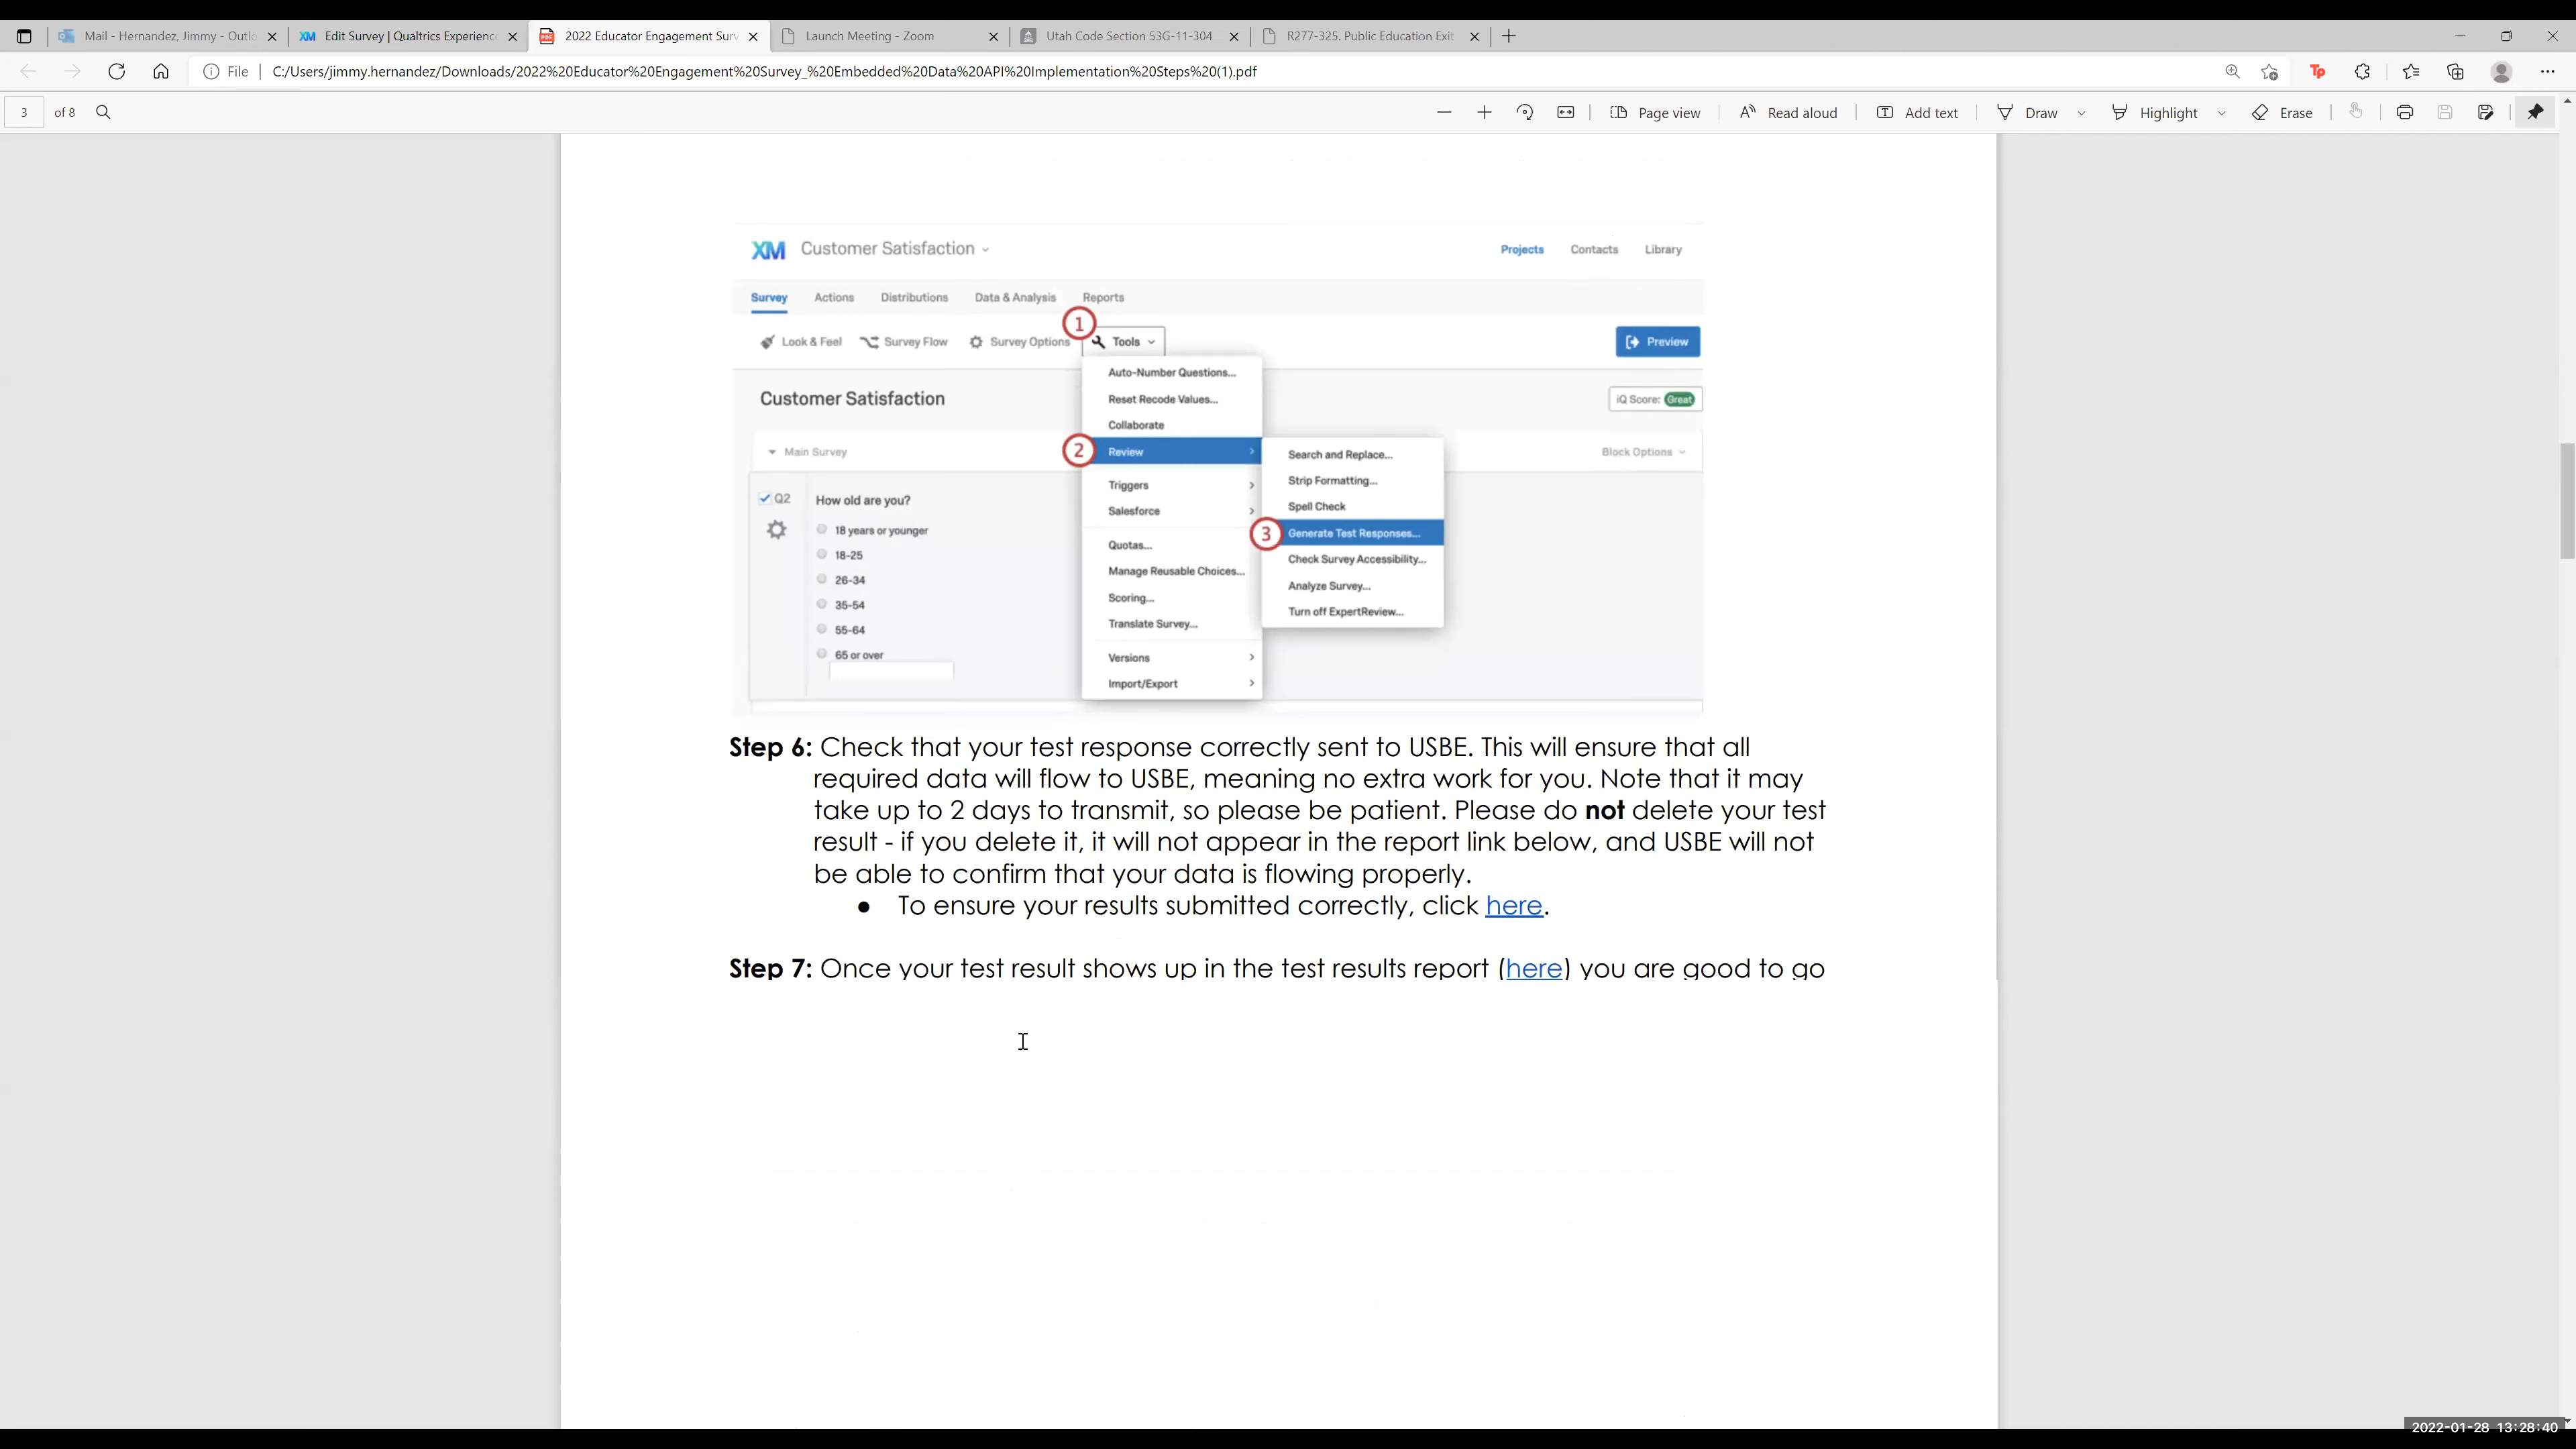 Mail - Hernandez, Jimmy - Outlo
Edit Survey | Qualtrics Experience
2022 Educator Engagement Surv
Launch Meeting - Zoom
Utah Code Section 53G-11-304
R277-325. Public Education Exit
File
C:/Users/jimmy.hernandez/Downloads/2022%20Educator%20Engagement%20Survey_%20Embedded%20Data%20API%20Implementation%20Steps%20(1).pdf
3 of 8
Page view
Read aloud
Add text
Draw
Highlight
Erase
XM Customer Satisfaction
Projects Contacts Library
Survey Actions Distributions Data & Analysis Reports
1
Look & Feel Survey Flow Survey Options Tools
Preview
Auto-Number Questions...
Reset Recode Values...
Collaborate
2 Review
Triggers
Salesforce
Quotas...
Manage Reusable Choices...
Scoring...
Translate Survey...
Versions
Import/Export
Search and Replace...
Strip Formatting...
Spell Check
3 Generate Test Responses...
Check Survey Accessibility...
Analyze Survey...
Turn off ExpertReview...
Customer Satisfaction
iQ Score: Great
Main Survey
Block Options
Q2 How old are you?
18 years or younger
18-25
26-34
35-54
55-64
65 or over
Step 6: Check that your test response correctly sent to USBE. This will ensure that all
required data will flow to USBE, meaning no extra work for you. Note that it may
take up to 2 days to transmit, so please be patient. Please do not delete your test
result - if you delete it, it will not appear in the report link below, and USBE will not
be able to confirm that your data is flowing properly.
● To ensure your results submitted correctly, click here.
Step 7: Once your test result shows up in the test results report (here) you are good to go
2022-01-28 13:28:40